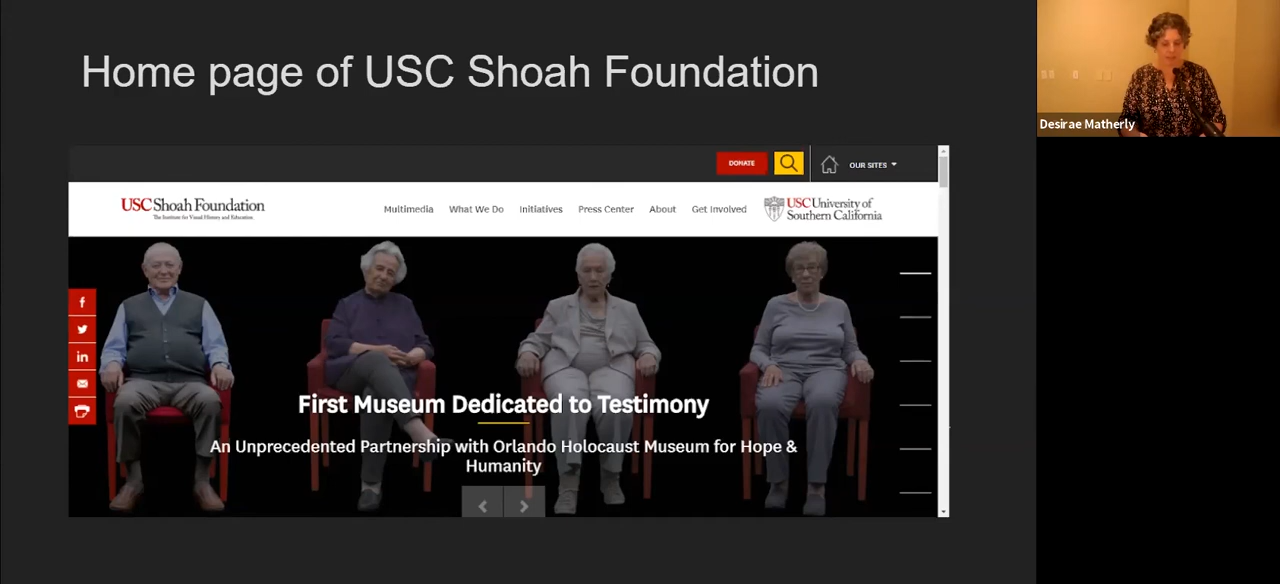 Home page of USC Shoah Foundation
Desirae Matherly
DONATE
OUR SITES
USC Shoah Foundation
The Institute for Visual History and Education
Multimedia
What We Do
Initiatives
Press Center
About
Get Involved
USC University of
Southern California
First Museum Dedicated to Testimony
An Unprecedented Partnership with Orlando Holocaust Museum for Hope &
Humanity